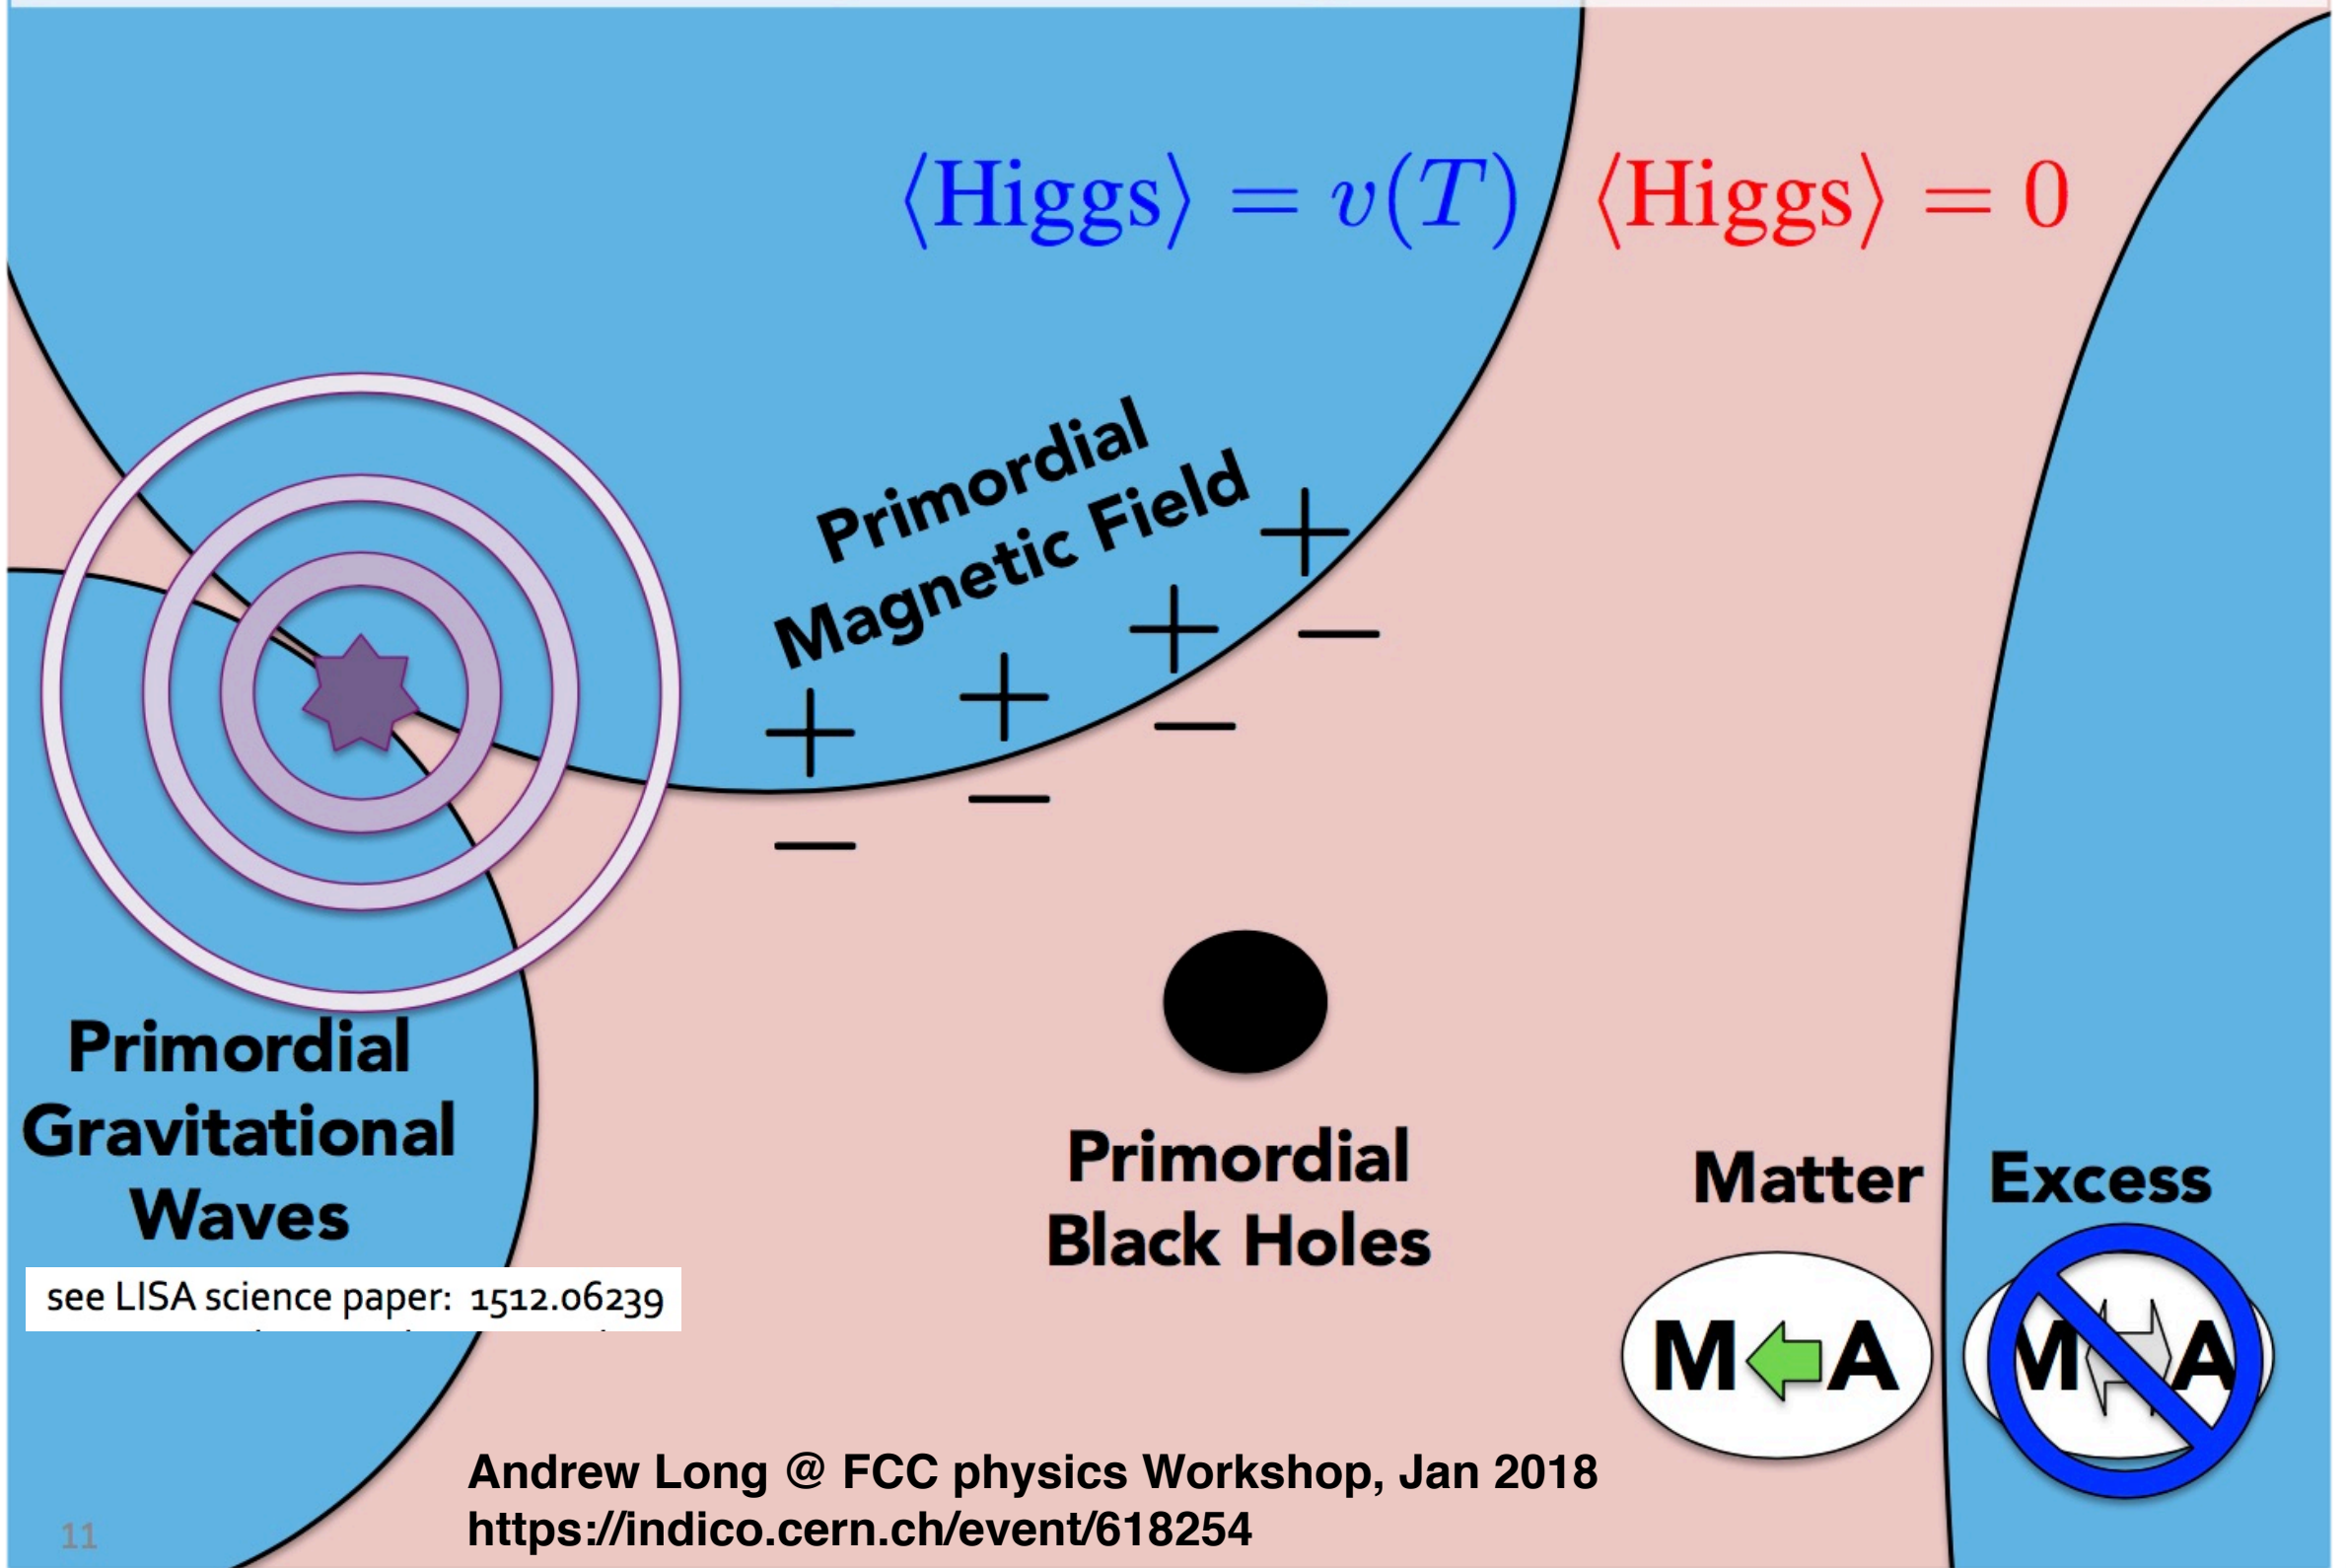 ⟨Higgs⟩ = v(T) ⟨Higgs⟩ = 0
Primordial
Magnetic Field
+
+
+
+
−
−
−
−
Primordial
Gravitational
Waves
see LISA science paper: 1512.06239
Primordial
Black Holes
Matter Excess
M A M A
Andrew Long @ FCC physics Workshop, Jan 2018
https://indico.cern.ch/event/618254
11